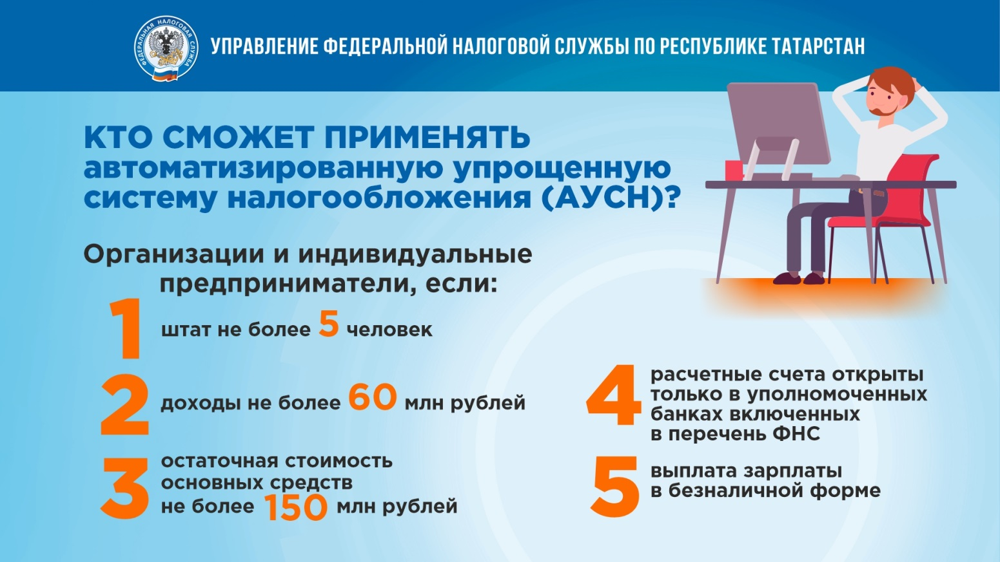 ФЕДЕРАЛЬНАЯ НАЛОГОВАЯ СЛУЖБА
УПРАВЛЕНИЕ ФЕДЕРАЛЬНОЙ НАЛОГОВОЙ СЛУЖБЫ ПО РЕСПУБЛИКЕ ТАТАРСТАН
КТО СМОЖЕТ ПРИМЕНЯТЬ
автоматизированную упрощенную
систему налогообложения (АУСН)?
Организации и индивидуальные
предприниматели, если:
1 штат не более 5 человек
2 доходы не более 60 млн рублей
3 остаточная стоимость
основных средств
не более 150 млн рублей
4 расчетные счета открыты
только в уполномоченных
банках включенных
в перечень ФНС
5 выплата зарплаты
в безналичной форме